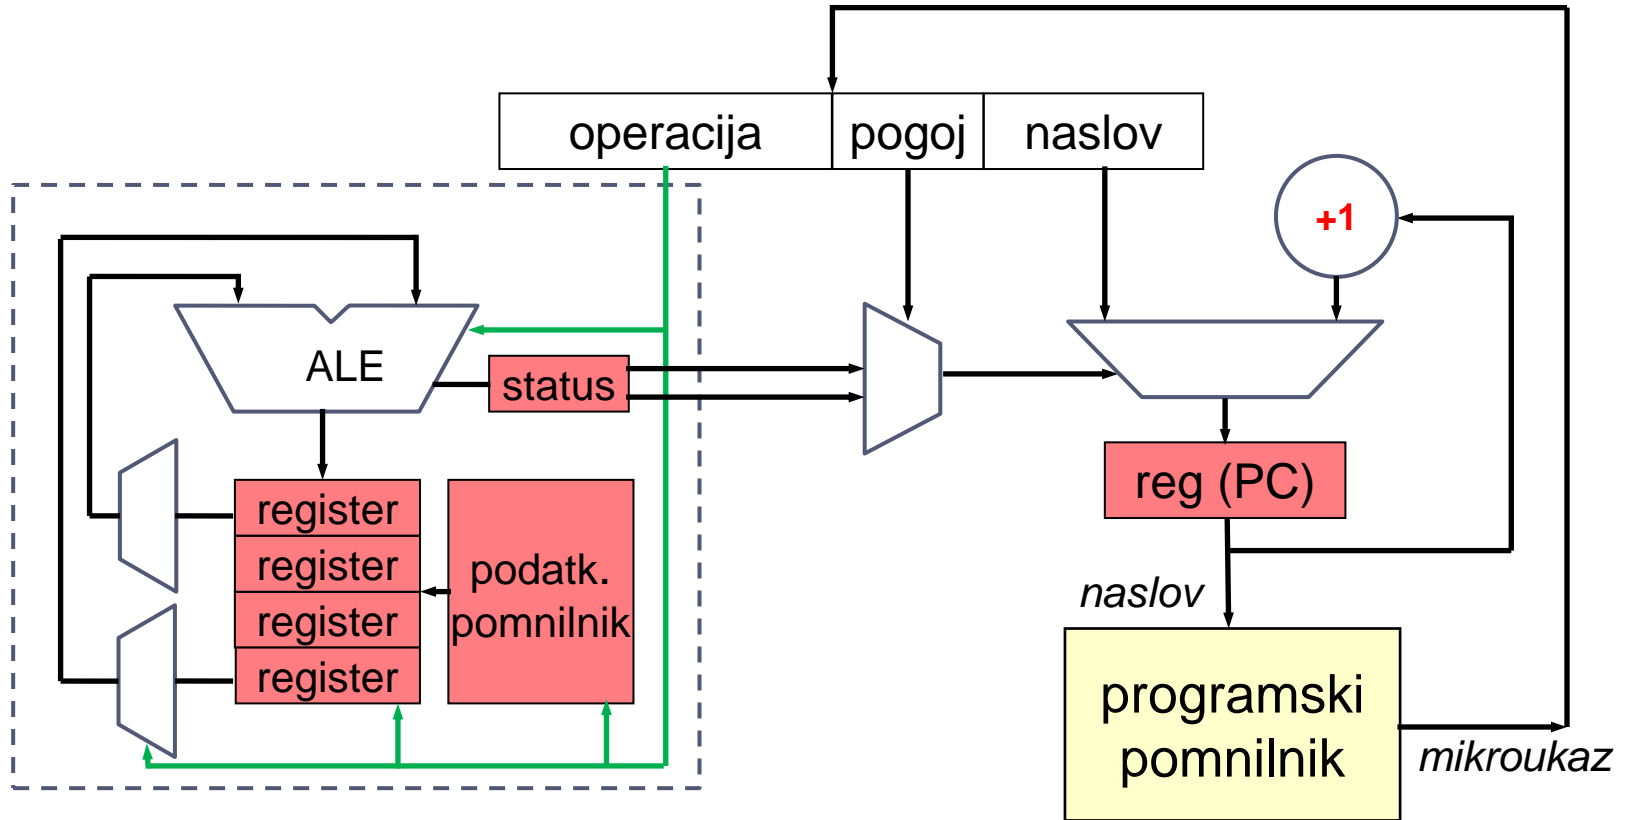 operacija
pogoj
naslov
+1
ALE
status
register
register
register
register
podatk.
pomnilnik
reg (PC)
naslov
programski
pomnilnik
mikroukaz